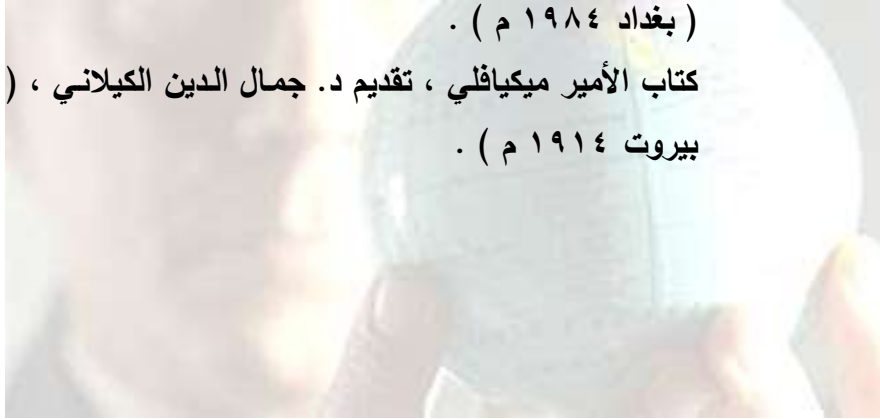 ( بغداد ١٩٨٤ م ) .
كتاب الأمير ميكيافلي ، تقديم د. جمال الدين الكيلاني ، (
بيروت ١٩١٤ م ) .